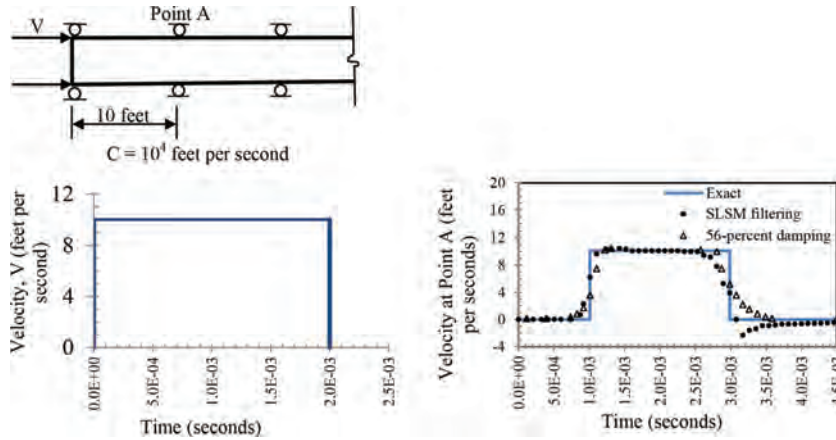 Point A
V
10 feet
C = 10⁴ feet per second
Velocity, V (feet per second)
12
8
4
0
0.0E+00
5.0E-04
1.0E-03
1.5E-03
2.0E-03
2.5E-03
Time (seconds)
Velocity at Point A (feet per seconds)
20
16
12
8
4
0
-4
Exact
SLSM filtering
56-percent damping
0.0E+00
5.0E-04
1.0E-03
1.5E-03
2.0E-03
2.5E-03
3.0E-03
3.5E-03
4.0E-03
4.5E-03
Time (seconds)